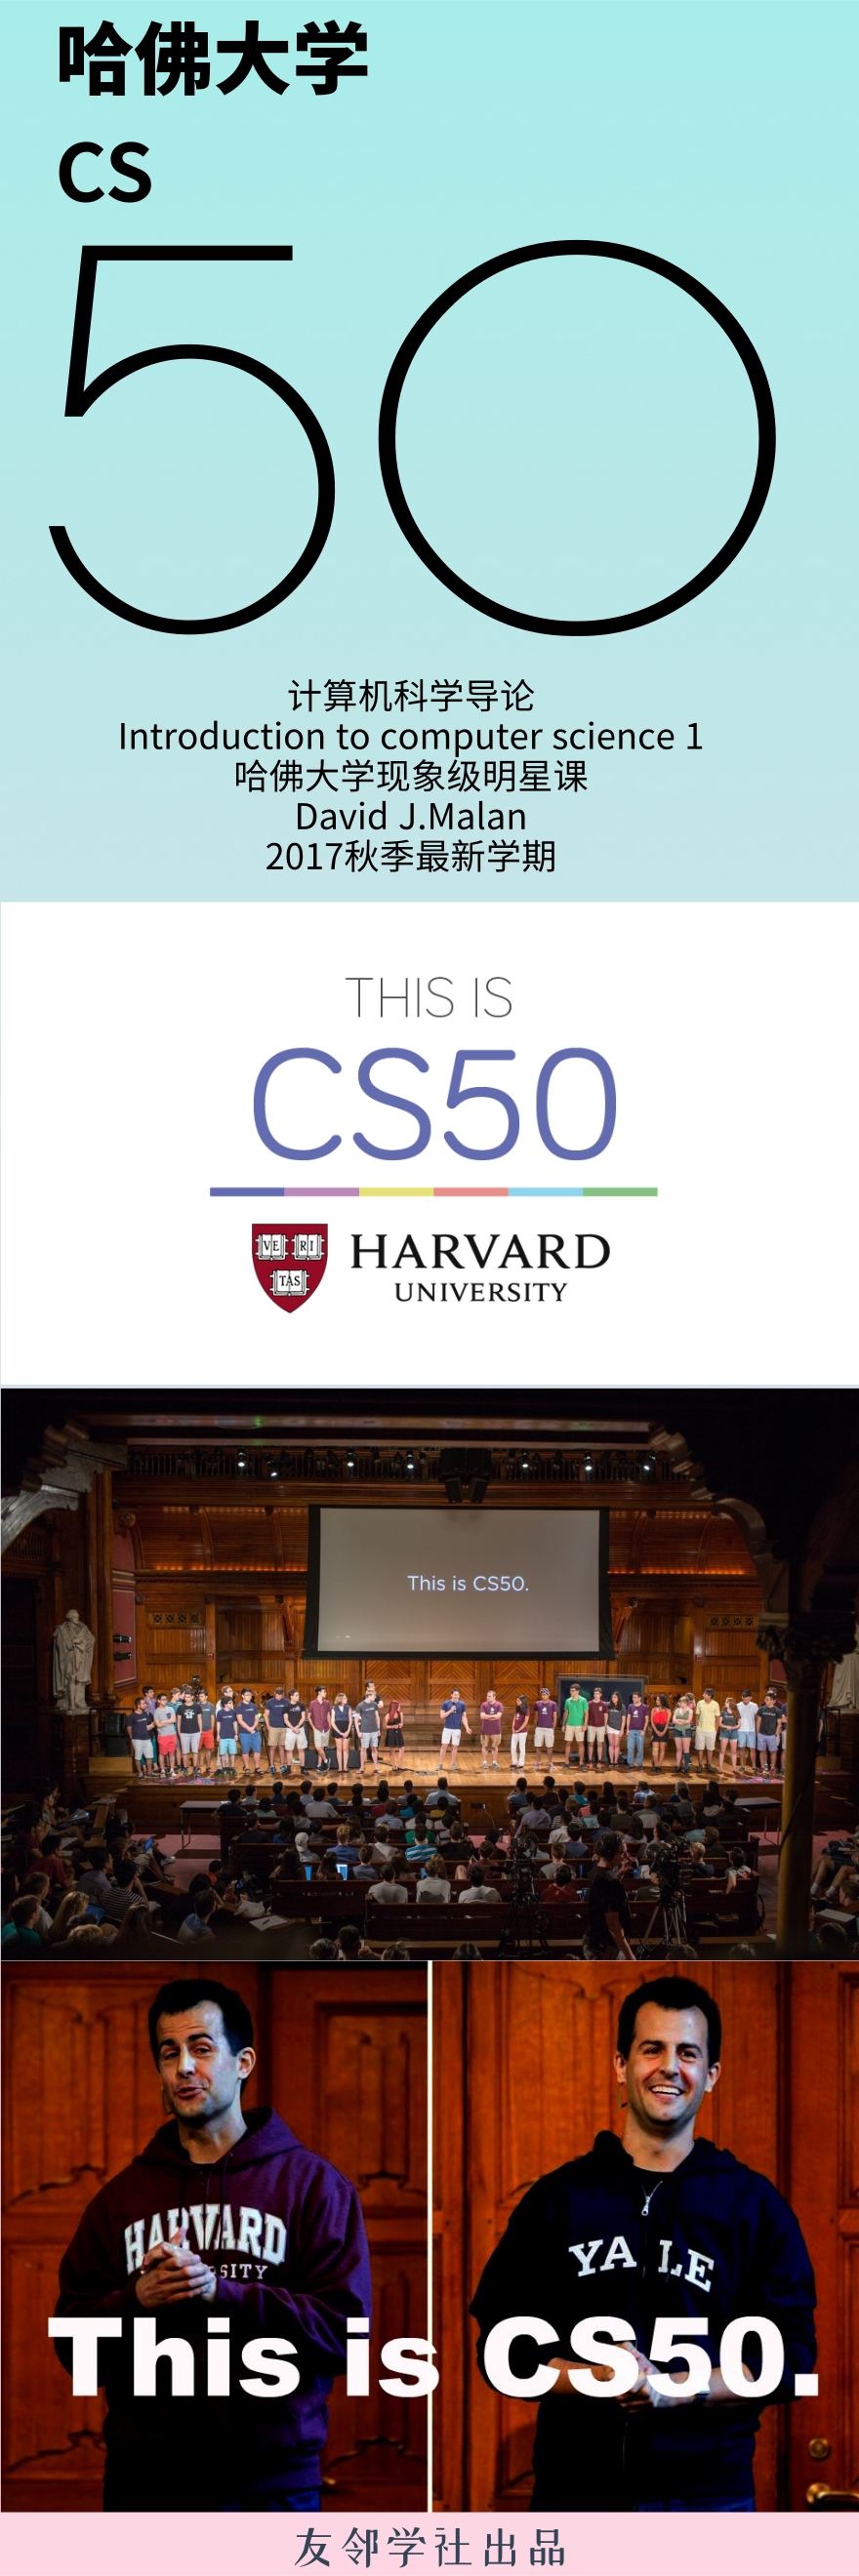 哈佛大学
CS
50
计算机科学导论
Introduction to computer science 1
哈佛大学现象级明星课
David J.Malan
2017秋季最新学期
THIS IS
CS50
VE RI
TAS
HARVARD
UNIVERSITY
This is CS50.
HARVARD
SITY
YALE
This is CS50.
友邻学社出品